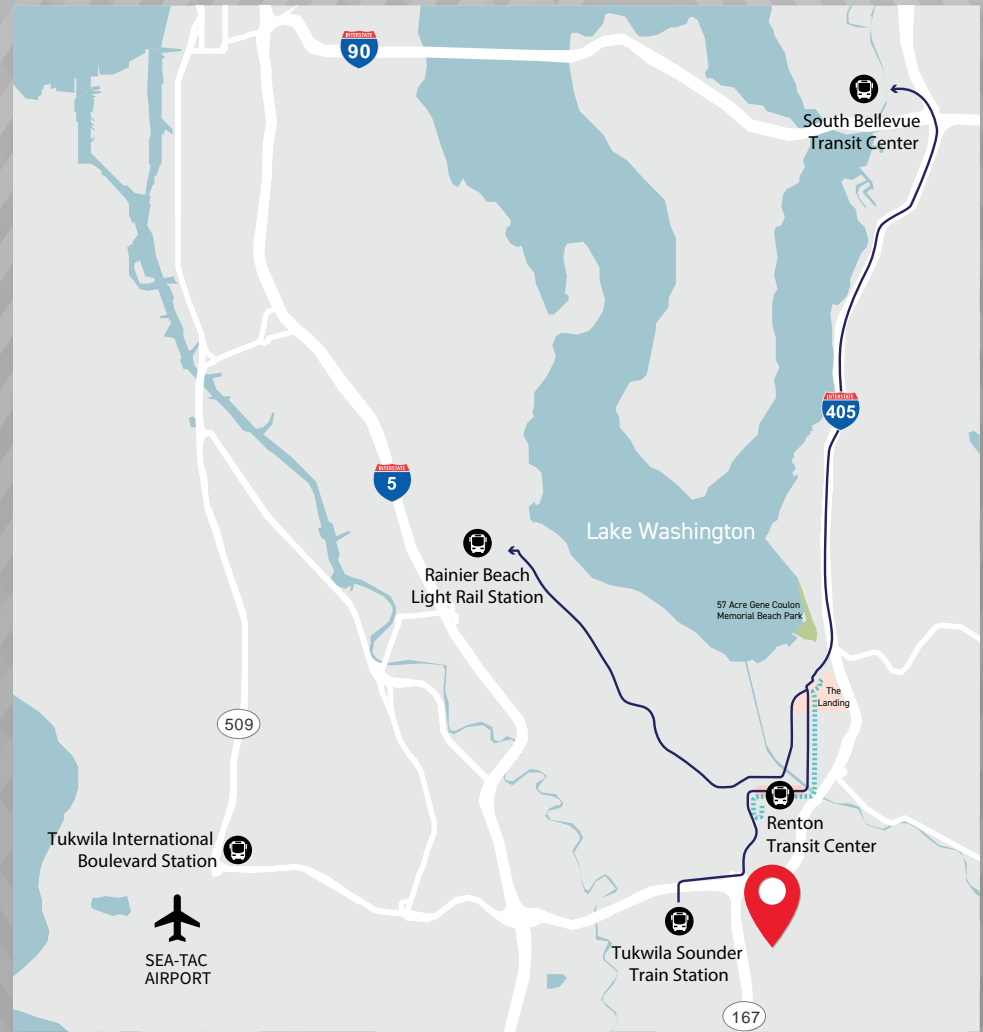 INTERSTATE
90
South Bellevue
Transit Center
INTERSTATE
405
INTERSTATE
5
Lake Washington
Rainier Beach
Light Rail Station
57 Acre Gene Coulon
Memorial Beach Park
The
Landing
509
Renton
Transit Center
Tukwila International
Boulevard Station
SEA-TAC
AIRPORT
Tukwila Sounder
Train Station
167